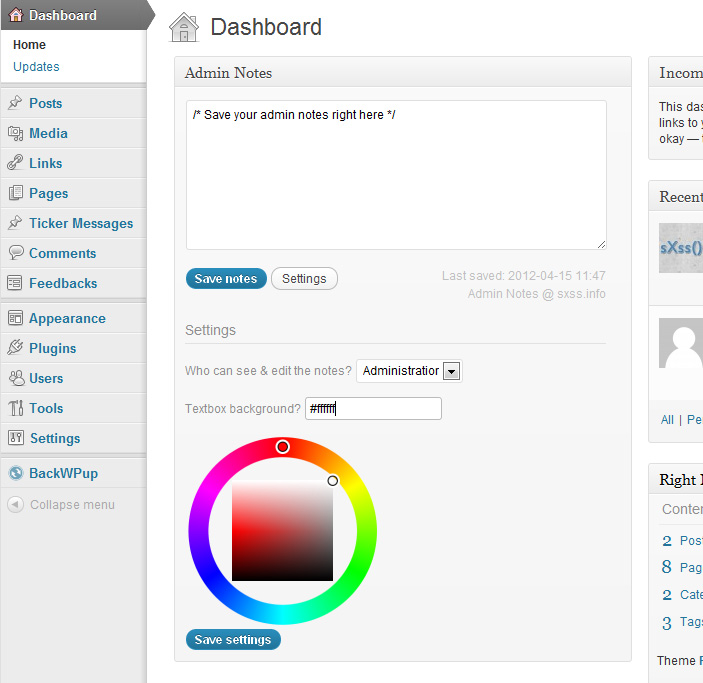 Dashboard
Home
Updates
Posts
Media
Links
Pages
Ticker Messages
Comments
Feedbacks
Appearance
Plugins
Users
Tools
Settings
BackWPup
Collapse menu
Dashboard
Admin Notes
/* Save your admin notes right here */
Save notes
Settings
Last saved: 2012-04-15 11:47
Admin Notes @ sxss.info
Settings
Who can see & edit the notes?
Administratior
Textbox background?
#ffffff
Save settings
Incom
This das
links to y
okay —
Recent
sXss()
All | Pe
Right
Conter
2 Post
8 Pag
2 Cate
3 Tags
Theme